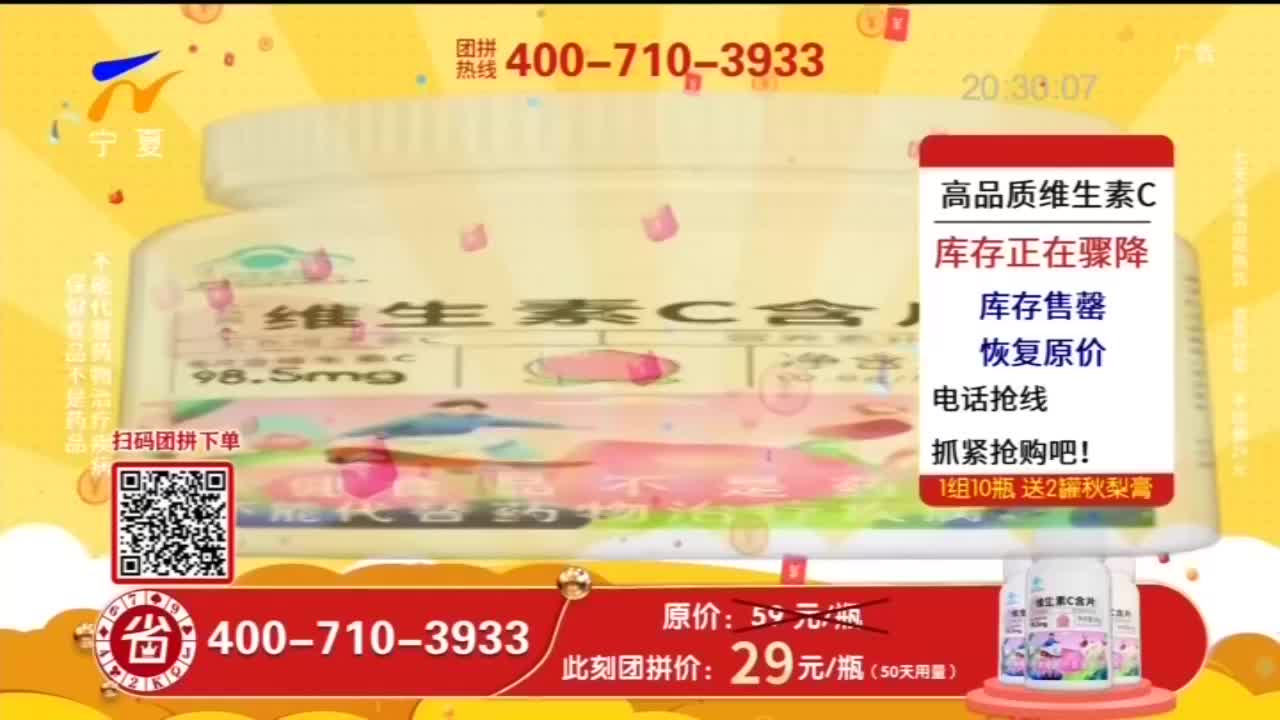 团拼
热线 400-710-3933
广告
20:30:07
宁夏
高品质维生素C
库存正在骤降
库存售罄
恢复原价
电话抢线
抓紧抢购吧！
1组10瓶 送2罐秋梨膏
维生素C含片
98.5mg
净含
不能代替药物治疗疾病
保健食品不是药品
扫码团拼下单
省 400-710-3933
原价：59 元/瓶
此刻团拼价：29元/瓶（50天用量）
维生素C含片